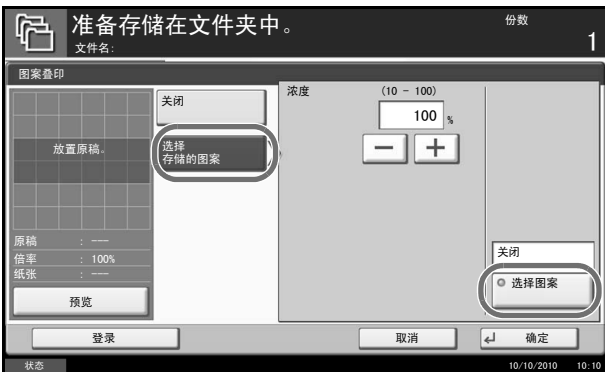 准备存储在文件夹中。
文件名:
份数
1
图案叠印
放置原稿。
原稿 : ---
倍率 : 100%
纸张 : ---
预览
关闭
选择
存储的图案
浓度 (10 - 100)
100 %
关闭
选择图案
登录
取消
确定
状态
10/10/2010 10:10